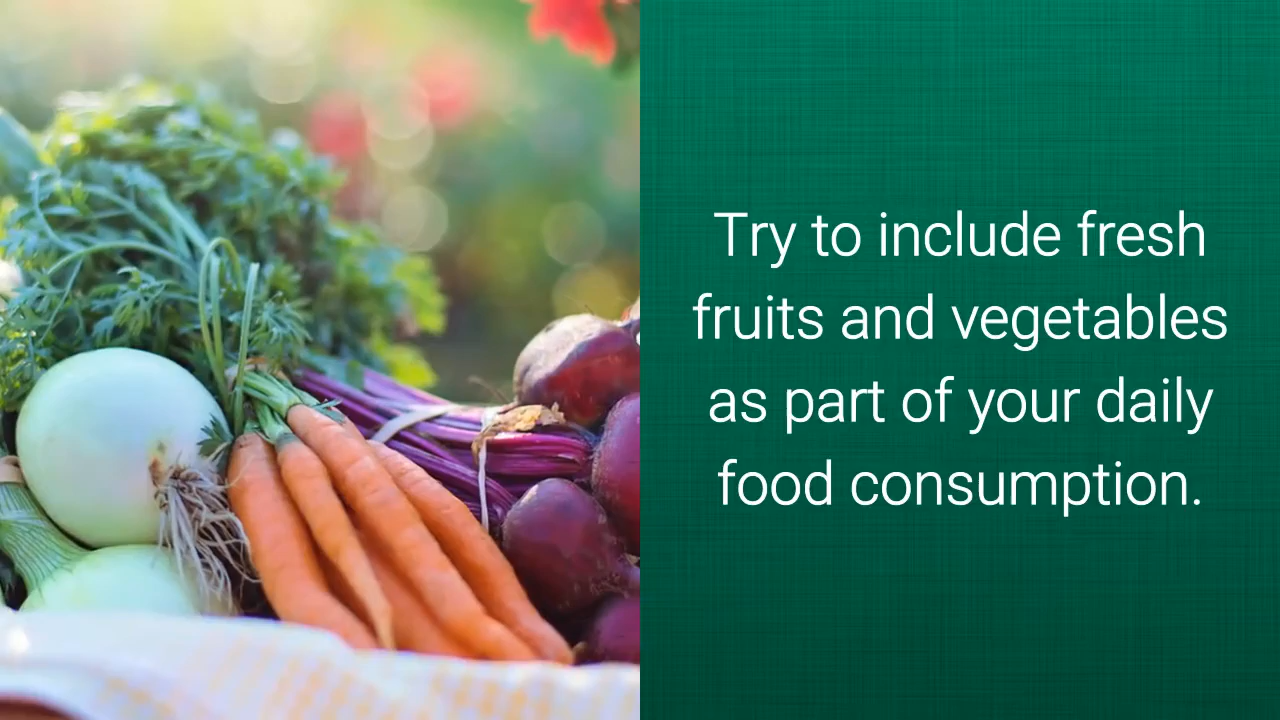 Try to include fresh
fruits and vegetables
as part of your daily
food consumption.